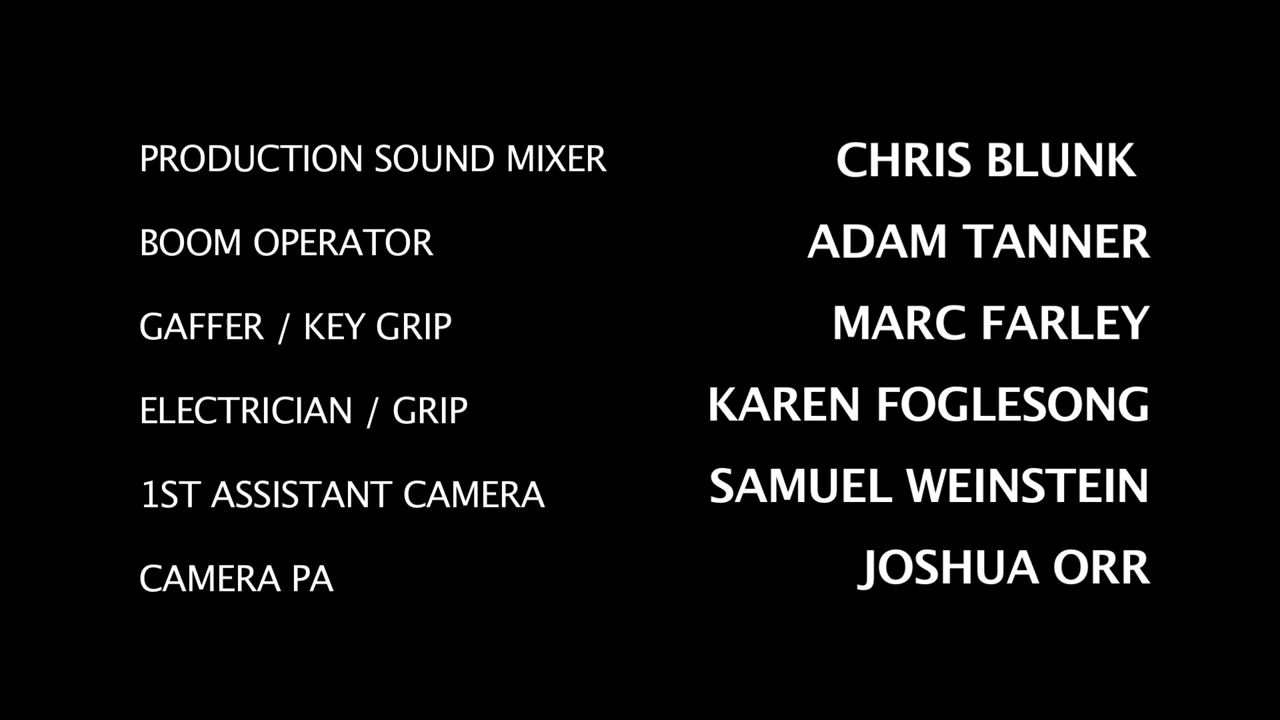 PRODUCTION SOUND MIXER CHRIS BLUNK
BOOM OPERATOR ADAM TANNER
GAFFER / KEY GRIP MARC FARLEY
ELECTRICIAN / GRIP KAREN FOGLESONG
1ST ASSISTANT CAMERA SAMUEL WEINSTEIN
CAMERA PA JOSHUA ORR